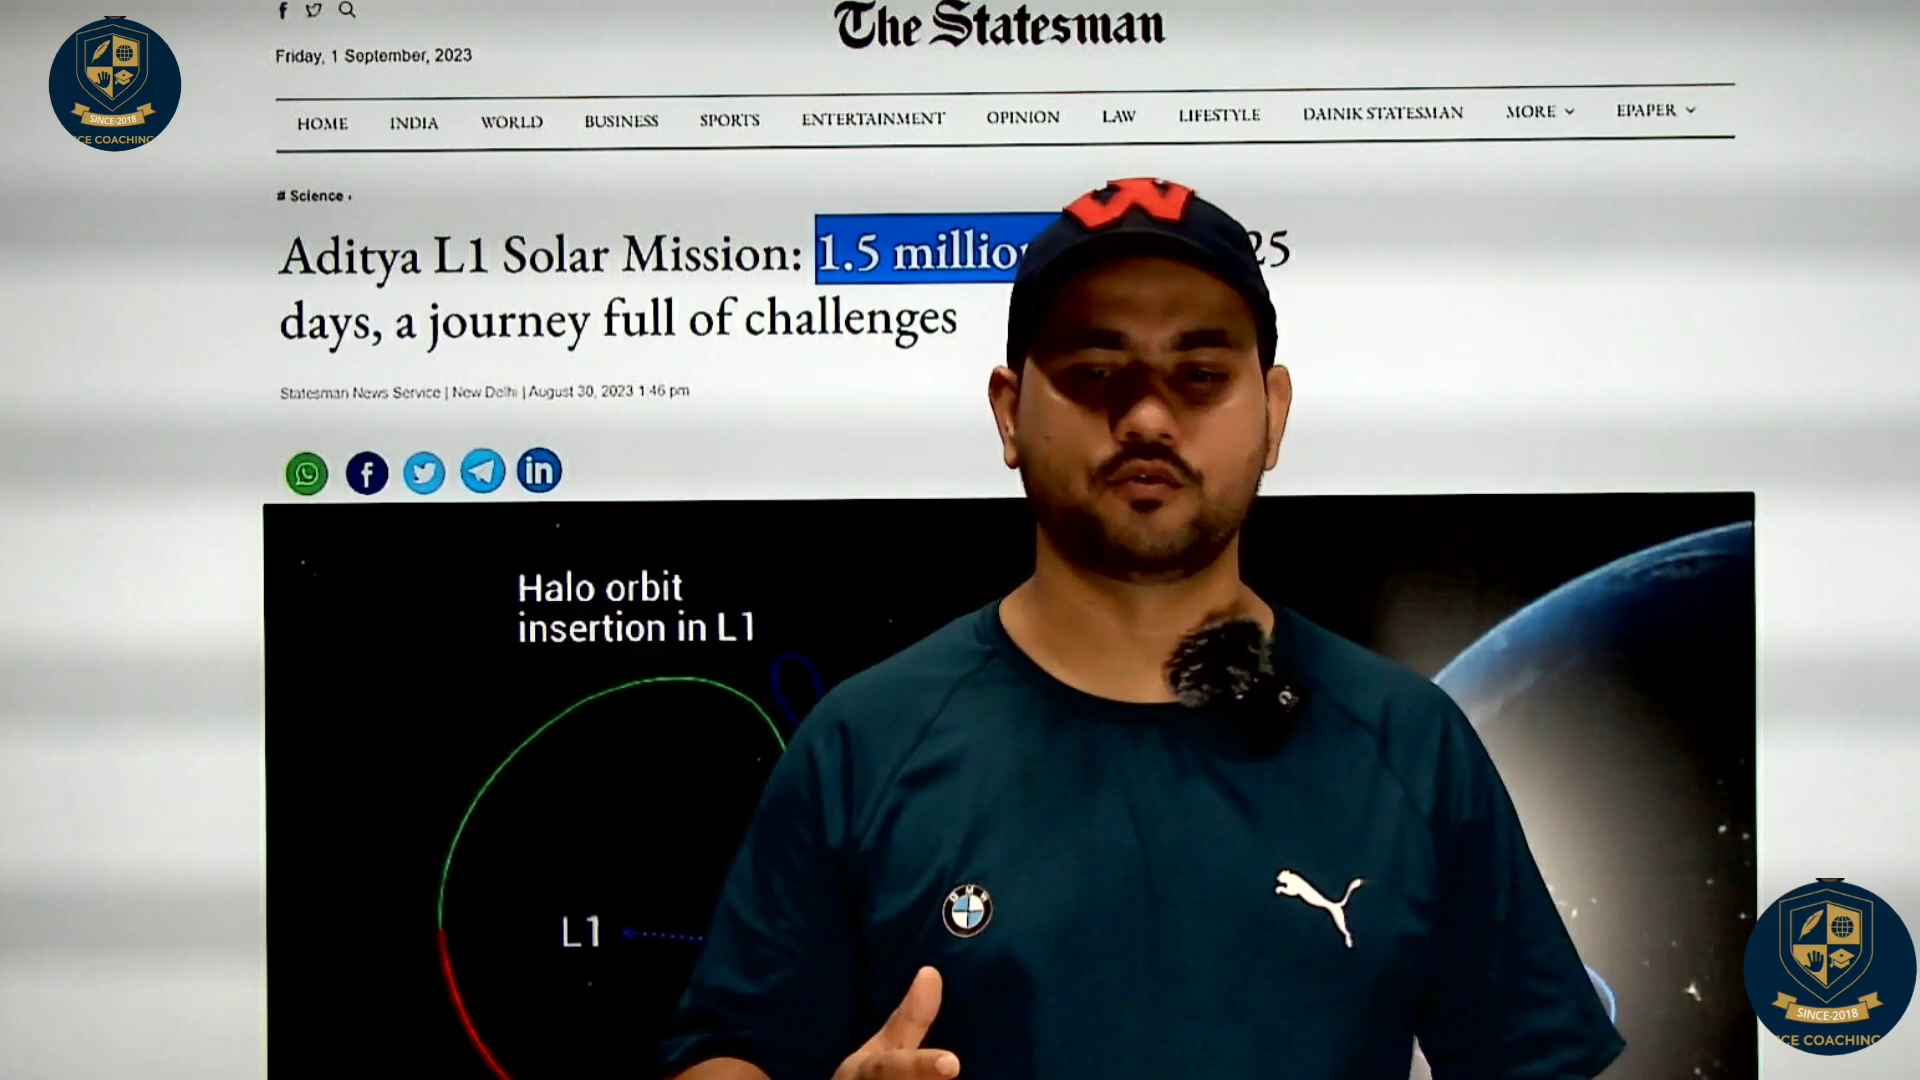 The Statesman
Friday, 1 September, 2023
SINCE-2018
CE COACHING
HOME INDIA WORLD BUSINESS SPORTS ENTERTAINMENT OPINION LAW LIFESTYLE DAINIK STATESMAN MORE EPAPER
# Science
Aditya L1 Solar Mission: 1.5 millio 25
days, a journey full of challenges
Statesman News Service | New Delhi | August 30, 2023 1:46 pm
Halo orbit
insertion in L1
L1
BMW
SINCE-2018
CE COACHING